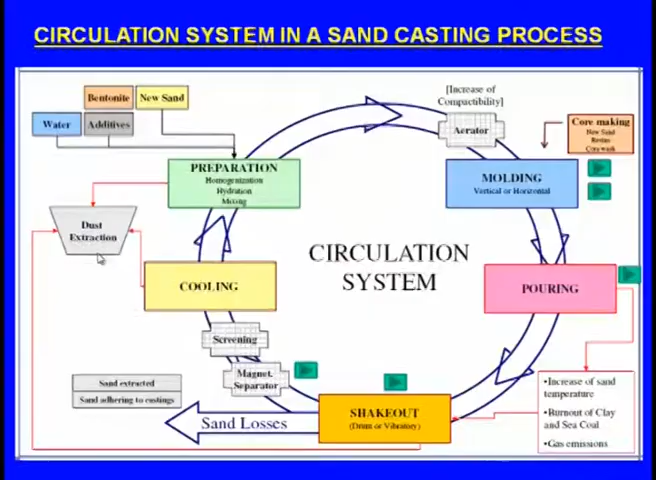 CIRCULATION SYSTEM IN A SAND CASTING PROCESS
Bentonite
New Sand
Water
Additives
[Increase of
Compactibility]
Aerator
Core making
New Sand
Resins
Core wash
PREPARATION
Homogenization
Hydration
Mixing
MOLDING
Vertical or Horizontal
Dust
Extraction
CIRCULATION
SYSTEM
COOLING
POURING
Screening
Magnet.
Separator
Sand extracted
Sand adhering to castings
Sand Losses
SHAKEOUT
(Drum or Vibratory)
•Increase of sand
temperature
•Burnout of Clay
and Sea Coal
•Gas emissions